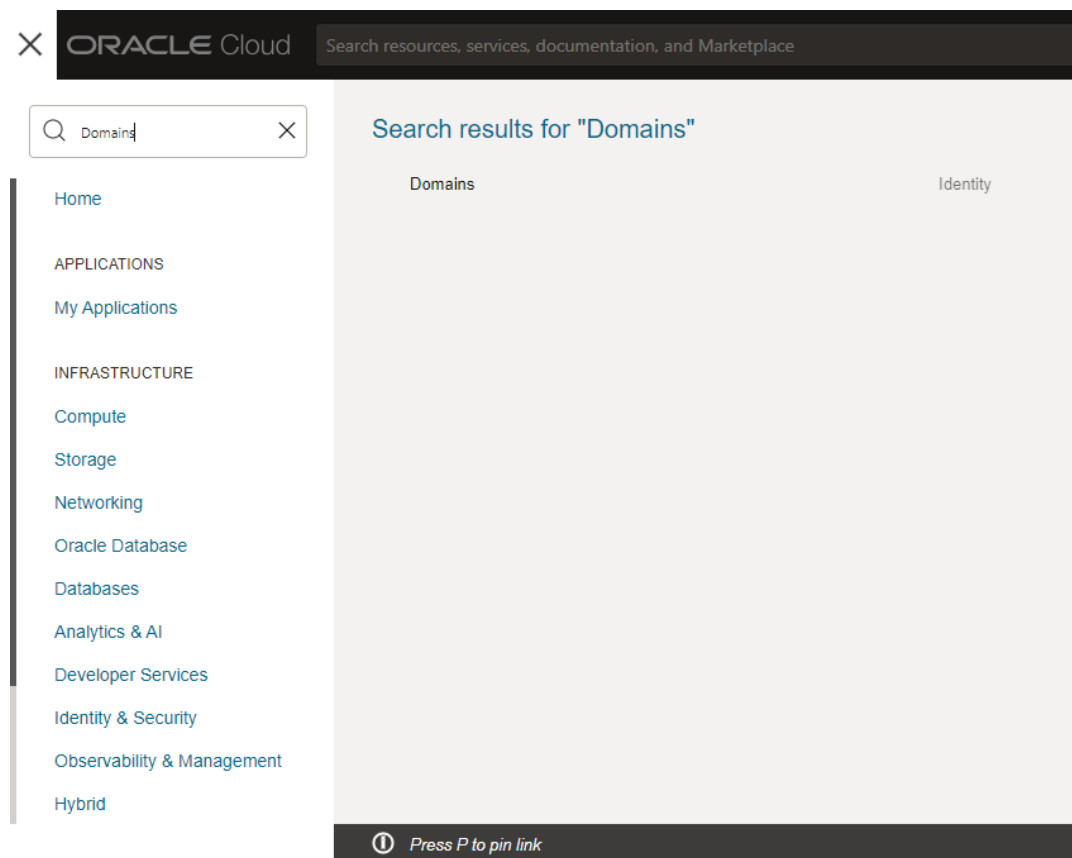 ORACLE Cloud
Search resources, services, documentation, and Marketplace
Domains
Home
APPLICATIONS
My Applications
INFRASTRUCTURE
Compute
Storage
Networking
Oracle Database
Databases
Analytics & AI
Developer Services
Identity & Security
Observability & Management
Hybrid
Search results for "Domains"
Domains Identity
Press P to pin link